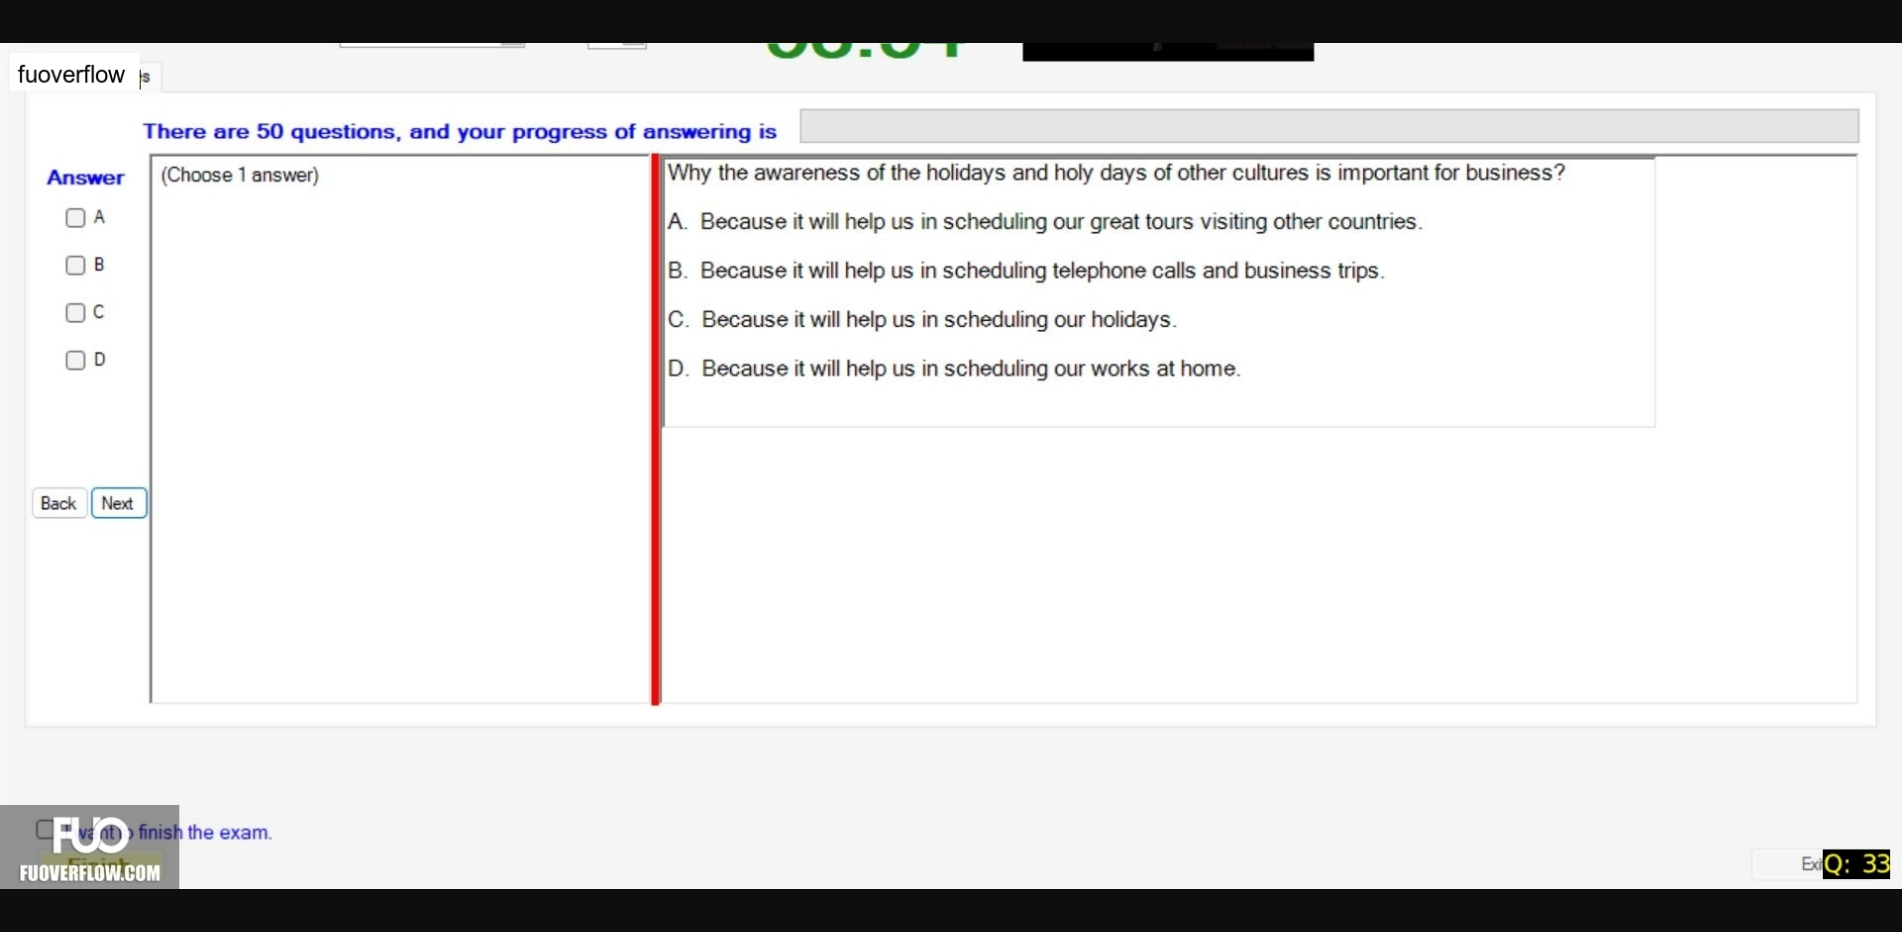 fuoverflow
There are 50 questions, and your progress of answering is
Answer
(Choose 1 answer)
A
B
C
D
Back Next
Why the awareness of the holidays and holy days of other cultures is important for business?
A. Because it will help us in scheduling our great tours visiting other countries.
B. Because it will help us in scheduling telephone calls and business trips.
C. Because it will help us in scheduling our holidays.
D. Because it will help us in scheduling our works at home.
finish the exam.
FUO
FUOVERFLOW.COM
Q: 33